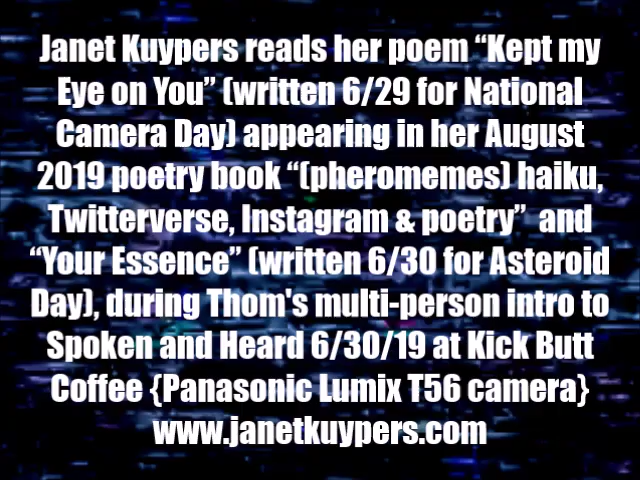 Janet Kuypers reads her poem “Kept my
Eye on You” (written 6/29 for National
Camera Day) appearing in her August
2019 poetry book “(pheromemes) haiku,
Twitterverse, Instagram & poetry” and
“Your Essence” (written 6/30 for Asteroid
Day), during Thom's multi-person intro to
Spoken and Heard 6/30/19 at Kick Butt
Coffee {Panasonic Lumix T56 camera}
www.janetkuypers.com